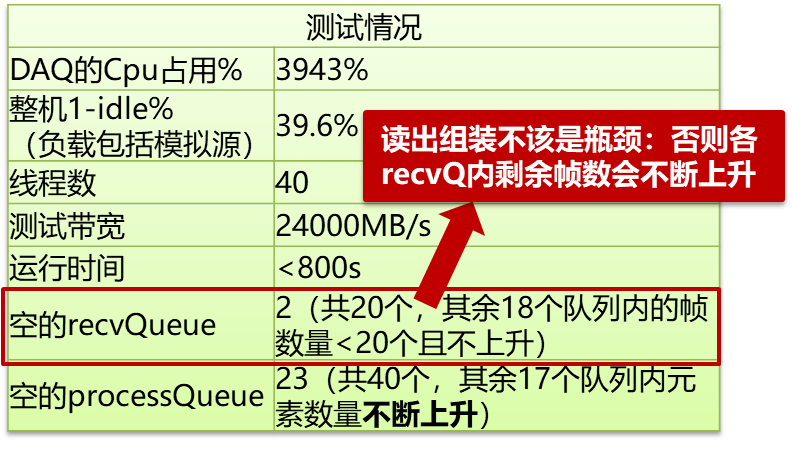 测试情况
DAQ的Cpu占用% 3943%
整机1-idle%
（负载包括模拟源） 39.6%
读出组装不该是瓶颈：否则各
recvQ内剩余帧数会不断上升
线程数 40
测试带宽 24000MB/s
运行时间 <800s
空的recvQueue 2（共20个，其余18个队列内的帧
数量<20个且不上升）
空的processQueue 23（共40个，其余17个队列内元
素数量不断上升）